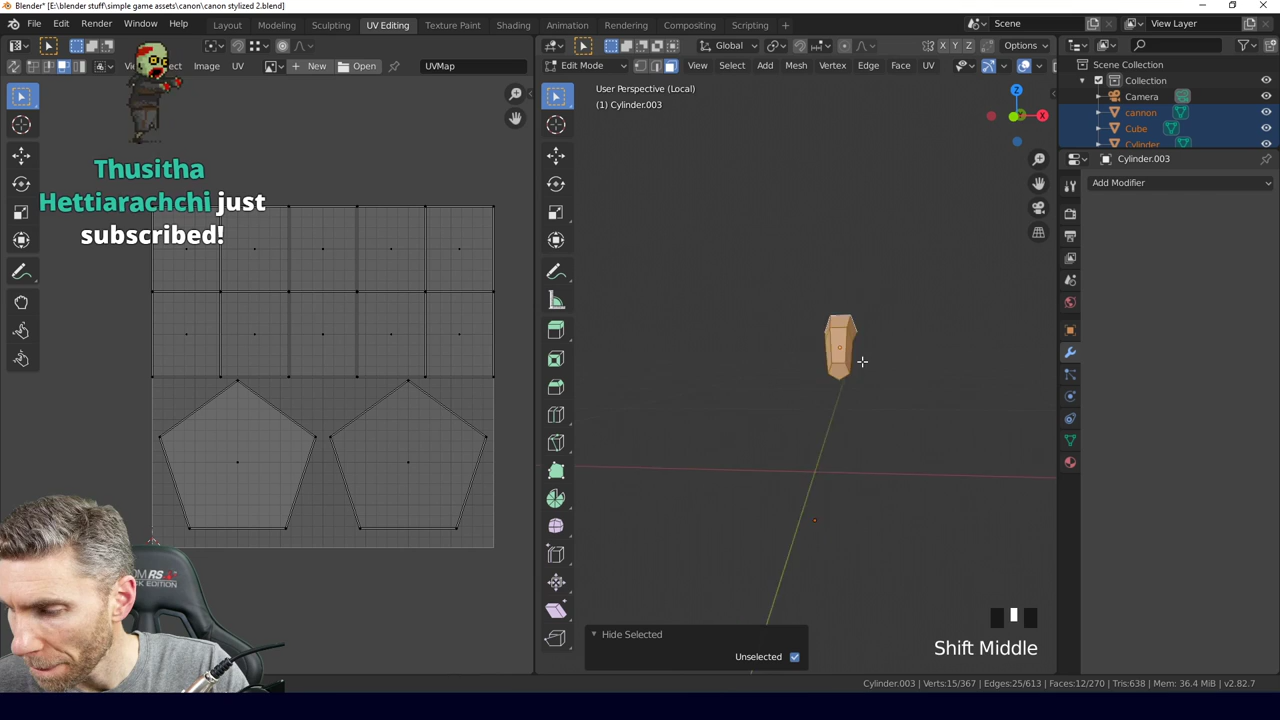 Blender* [E:\blender stuff\simple game assets\canon\canon stylized 2.blend]
File Edit Render Window Help Layout Modeling Sculpting UV Editing Texture Paint Shading Animation Rendering Compositing Scripting Scene View Layer
Global X Y Z Options
Image UV New Open UVMap Edit Mode View Select Add Mesh Vertex Edge Face UV
Scene Collection
Collection
Camera
cannon
Cube
Cylinder
User Perspective (Local)
(1) Cylinder.003
Z
X
Cylinder.003
Add Modifier
Thusitha
Hettiarachchi just
subscribed!
Hide Selected
Unselected
Shift Middle
Cylinder.003 | Verts:15/367 | Edges:25/613 | Faces:12/270 | Tris:638 | Mem: 36.4 MiB | v2.82.7